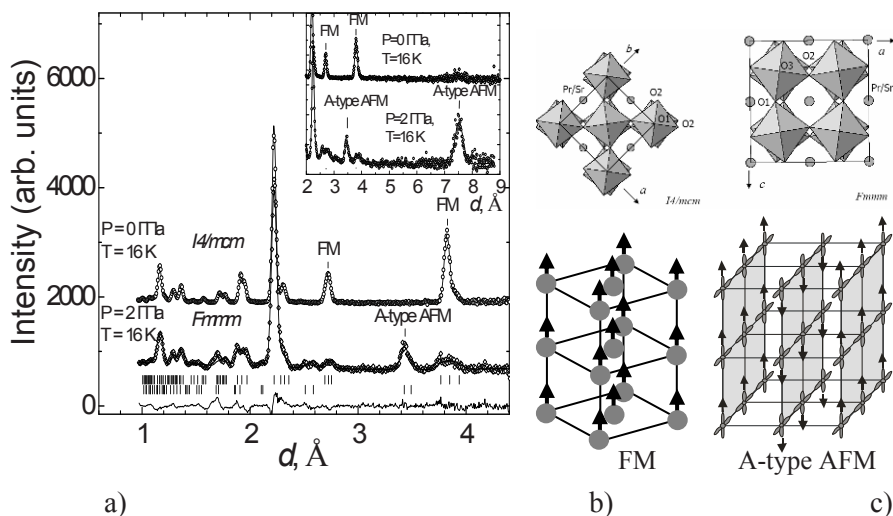 a)
Intensity (arb. units)
6000
4000
2000
0
1
2
3
4
d, Å
P=0 ГПа
T=16K
I4/mcm
P=2 ГПа
T=16K
Fmmm
FM
FM
A-type AFM
FM
FM
P=0 ГПа,
T=16K
A-type AFM
A-type AFM
P=2 ГПа,
T=16K
2 3 4 5 6 7 8 9
d, Å
b
Pr/Sr
O2
O1
O2
a
I4/mcm
a
O2
O3
O1
Pr/Sr
c
Fmmm
FM
A-type AFM
b)
c)